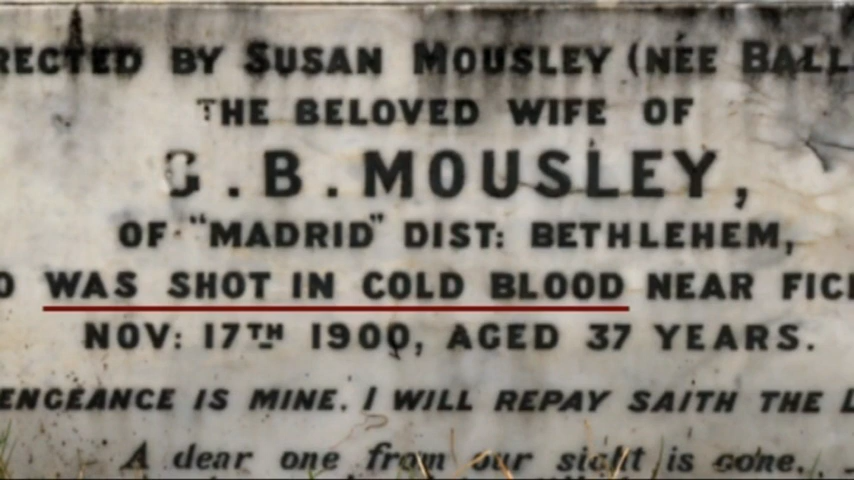 RECTED BY SUSAN MOUSLEY (NÉE BALL
THE BELOVED WIFE OF
G.B.MOUSLEY,
OF "MADRID" DIST: BETHLEHEM,
O WAS SHOT IN COLD BLOOD NEAR FIC
NOV: 17TH 1900, AGED 37 YEARS.
ENGEANCE IS MINE. I WILL REPAY SAITH THE L
A dear one from our sight is gone.